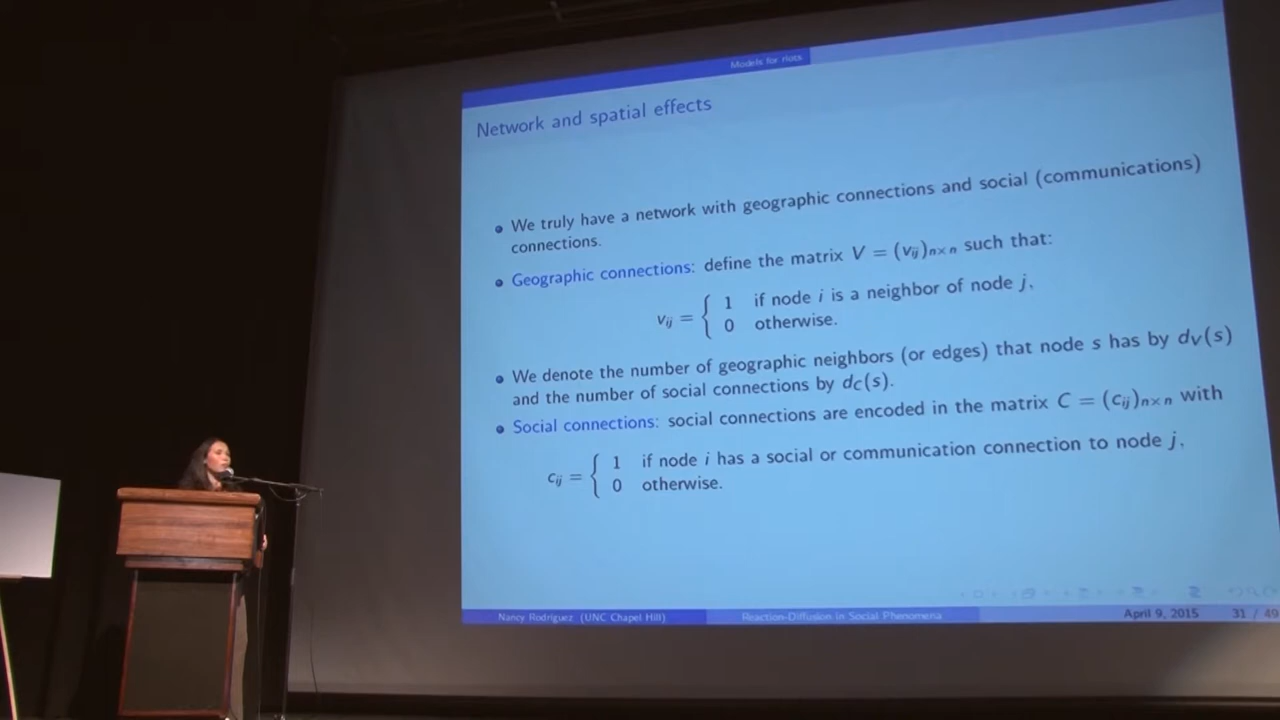 Models for riots
Network and spatial effects
We truly have a network with geographic connections and social (communications)
connections.
Geographic connections: define the matrix V = (v_ij)_n×n such that:
v_ij = { 1 if node i is a neighbor of node j,
0 otherwise.
We denote the number of geographic neighbors (or edges) that node s has by d_V(s)
and the number of social connections by d_C(s).
Social connections: social connections are encoded in the matrix C = (c_ij)_n×n with
c_ij = { 1 if node i has a social or communication connection to node j,
0 otherwise.
Nancy Rodriguez (UNC Chapel Hill) Reaction-Diffusion in Social Phenomena April 9, 2015 31 / 49